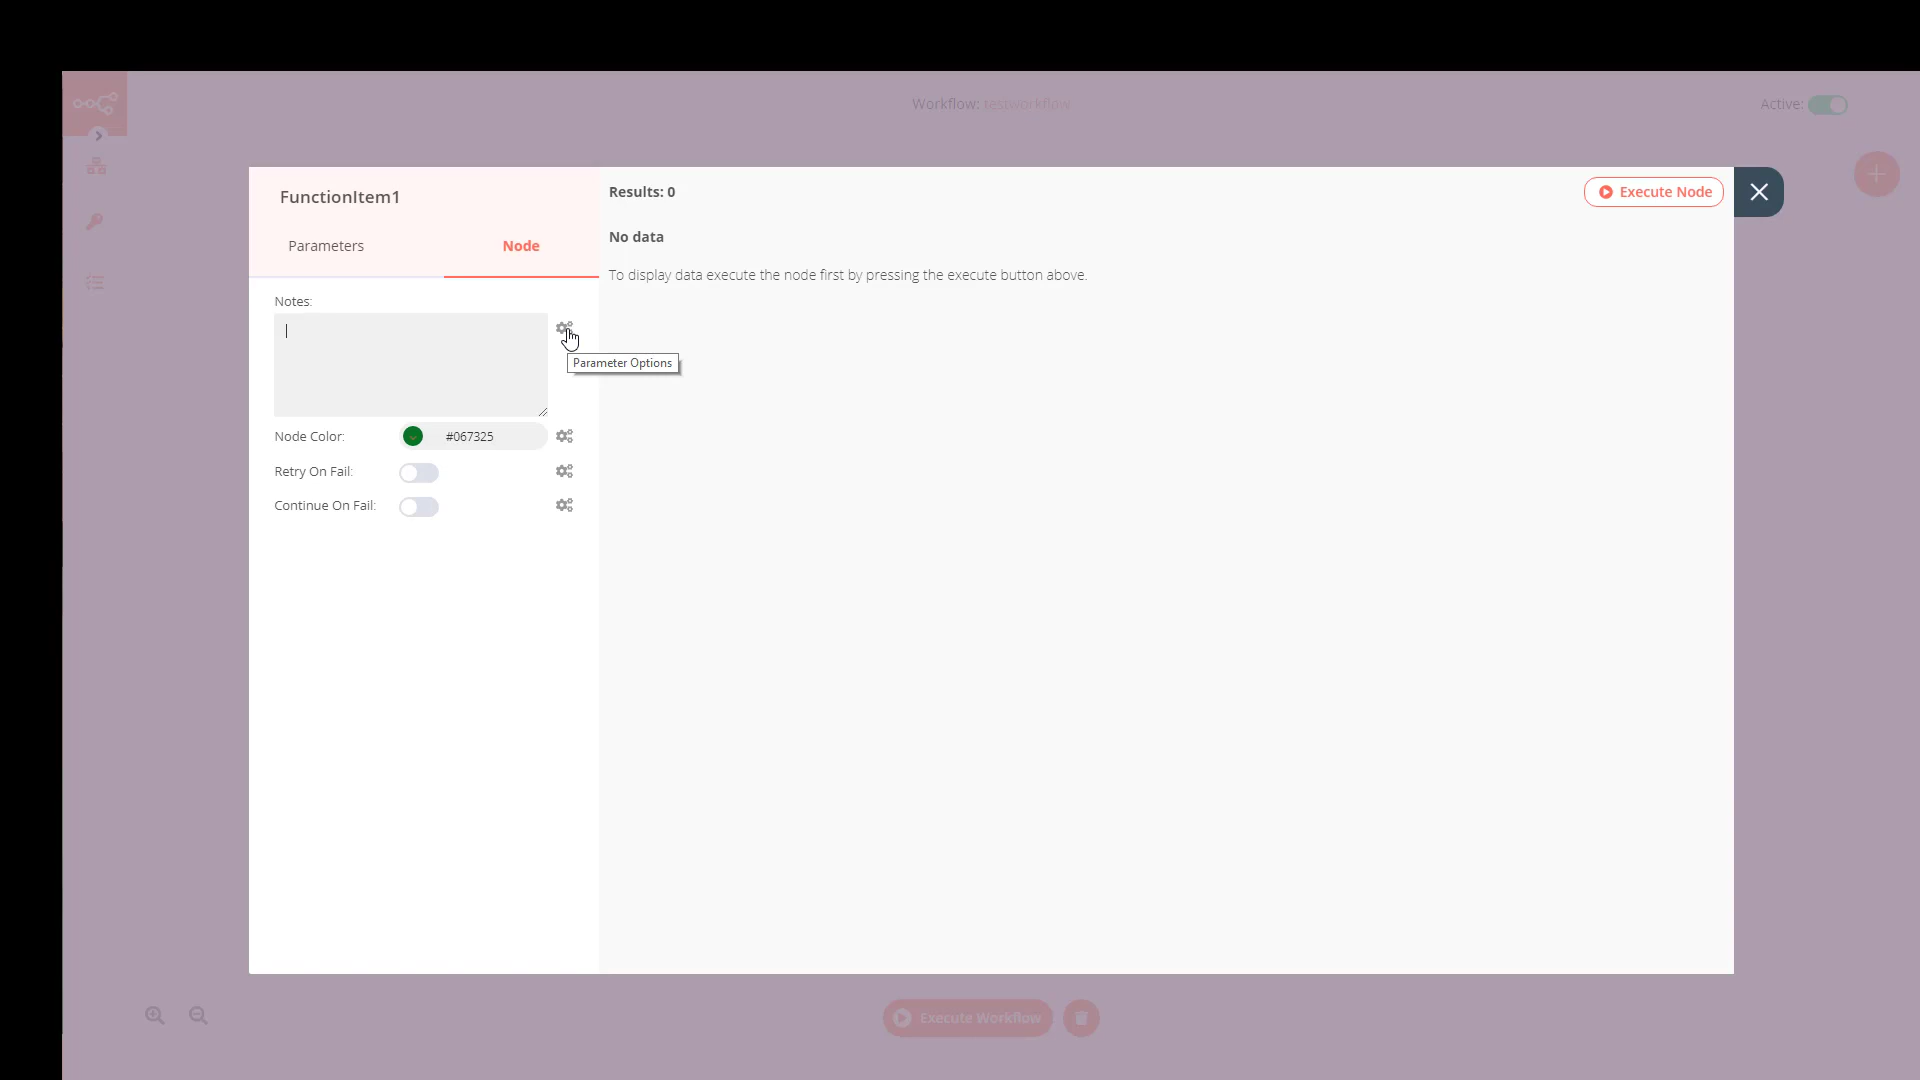 Workflow: testworkflow
Active:
FunctionItem1
Parameters
Node
Results: 0
Execute Node
No data
To display data execute the node first by pressing the execute button above.
Notes:
Parameter Options
Node Color:
#067325
Retry On Fail:
Continue On Fail:
Execute Workflow